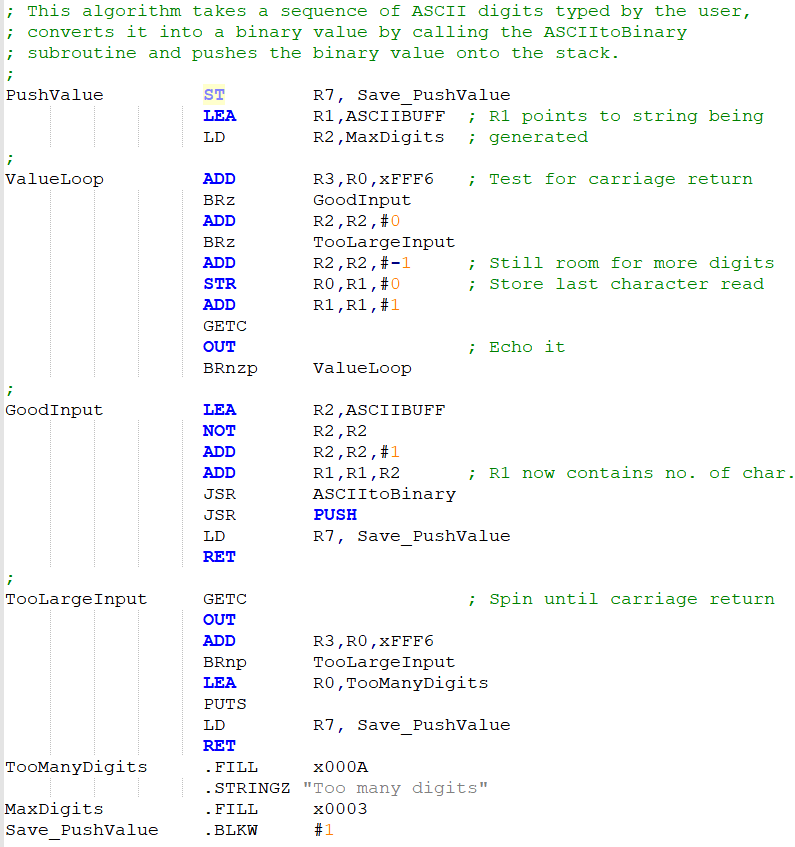 ; This algorithm takes a sequence of ASCII digits typed by the user,
; converts it into a binary value by calling the ASCIItoBinary
; subroutine and pushes the binary value onto the stack.
;
PushValue ST R7, Save_PushValue
LEA R1,ASCIIBUFF ; R1 points to string being
LD R2,MaxDigits ; generated
;
ValueLoop ADD R3,R0,xFFF6 ; Test for carriage return
BRz GoodInput
ADD R2,R2,#0
BRz TooLargeInput
ADD R2,R2,#-1 ; Still room for more digits
STR R0,R1,#0 ; Store last character read
ADD R1,R1,#1
GETC
OUT ; Echo it
BRnzp ValueLoop
;
GoodInput LEA R2,ASCIIBUFF
NOT R2,R2
ADD R2,R2,#1
ADD R1,R1,R2 ; R1 now contains no. of char.
JSR ASCIItoBinary
JSR PUSH
LD R7, Save_PushValue
RET
;
TooLargeInput GETC ; Spin until carriage return
OUT
ADD R3,R0,xFFF6
BRnp TooLargeInput
LEA R0,TooManyDigits
PUTS
LD R7, Save_PushValue
RET
TooManyDigits .FILL x000A
.STRINGZ "Too many digits"
MaxDigits .FILL x0003
Save_PushValue .BLKW #1